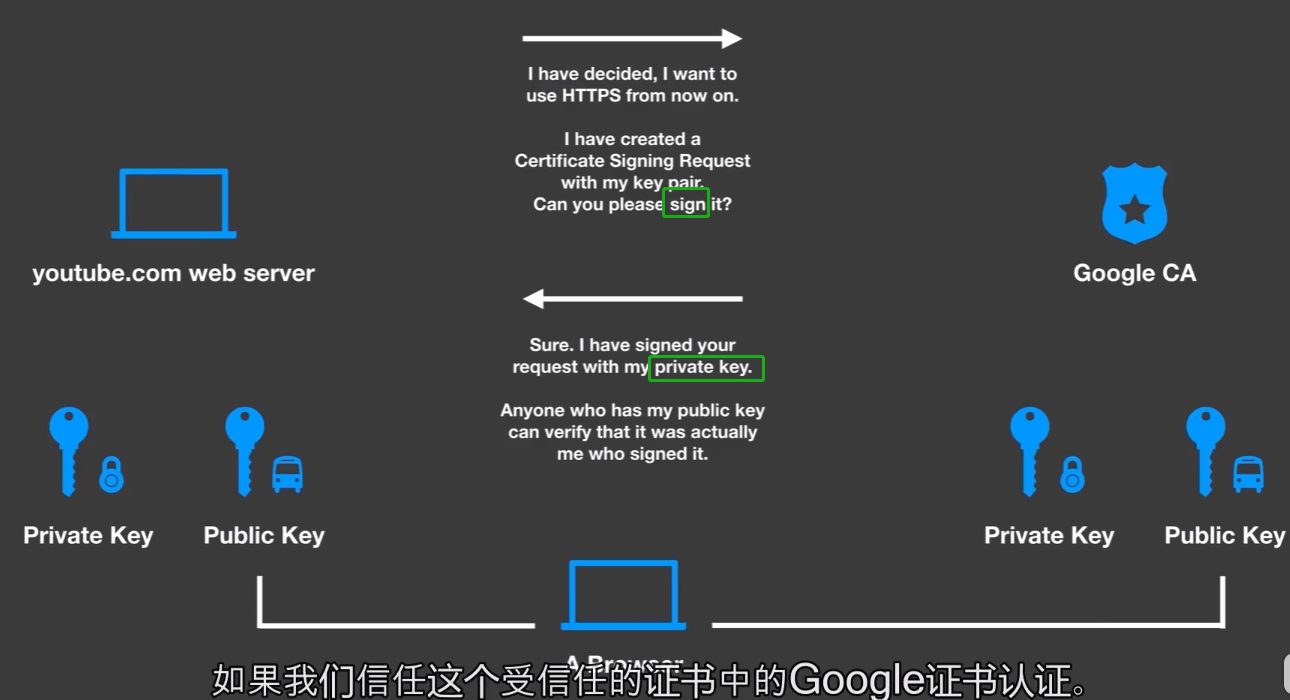 I have decided, I want to
use HTTPS from now on.
I have created a
Certificate Signing Request
with my key pair.
Can you please sign it?
youtube.com web server
Google CA
Sure. I have signed your
request with my private key.
Anyone who has my public key
can verify that it was actually
me who signed it.
Private Key
Public Key
Private Key
Public Key
A Browser
如果我们信任这个受信任的证书中的Google证书认证。